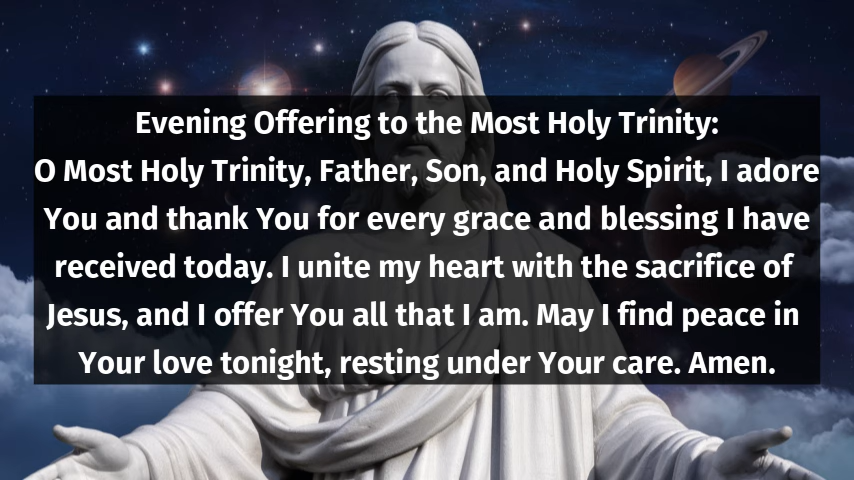 Evening Offering to the Most Holy Trinity:
O Most Holy Trinity, Father, Son, and Holy Spirit, I adore
You and thank You for every grace and blessing I have
received today. I unite my heart with the sacrifice of
Jesus, and I offer You all that I am. May I find peace in
Your love tonight, resting under Your care. Amen.